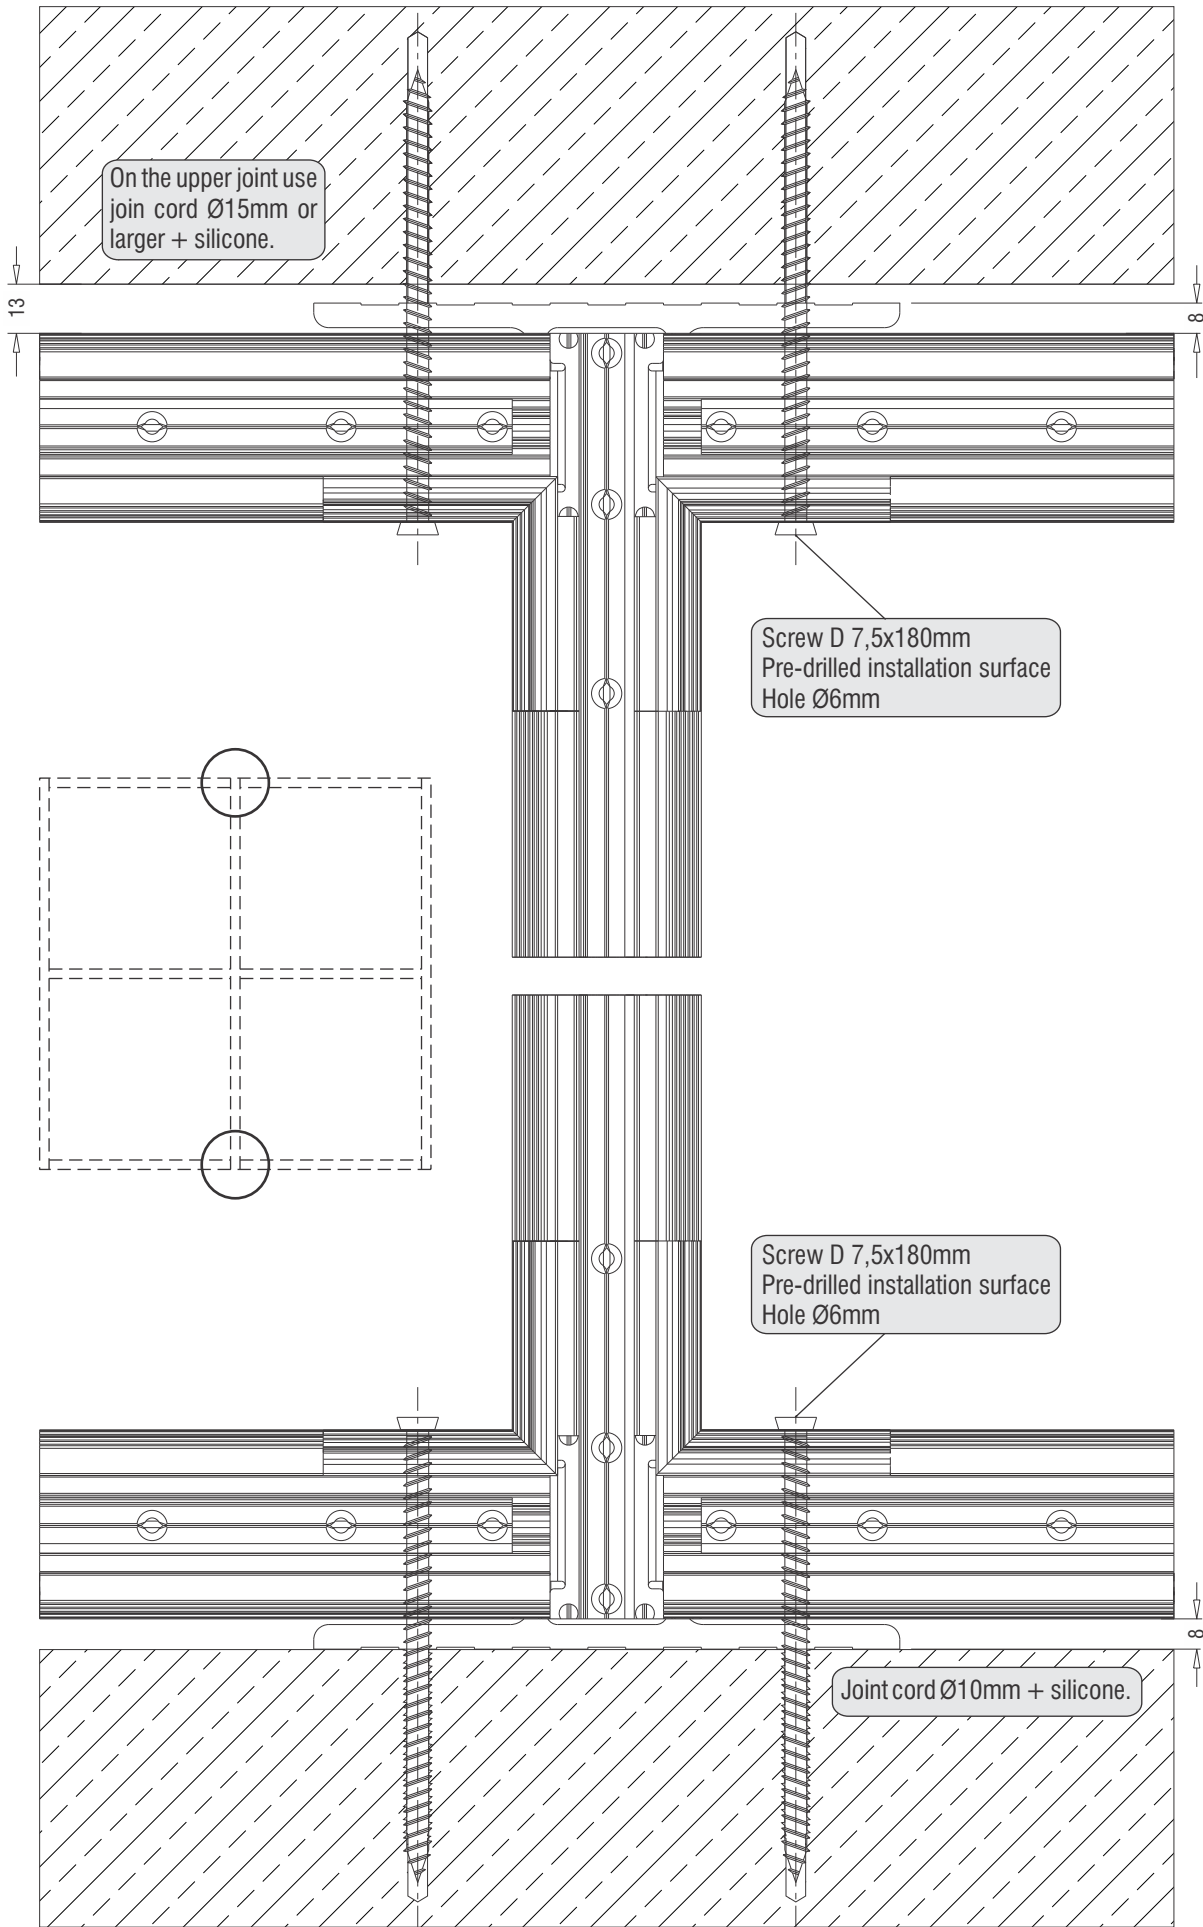 On the upper joint use
join cord Ø15mm or
larger + silicone.
13
8
Screw D 7,5x180mm
Pre-drilled installation surface
Hole Ø6mm
Screw D 7,5x180mm
Pre-drilled installation surface
Hole Ø6mm
8
Joint cord Ø10mm + silicone.